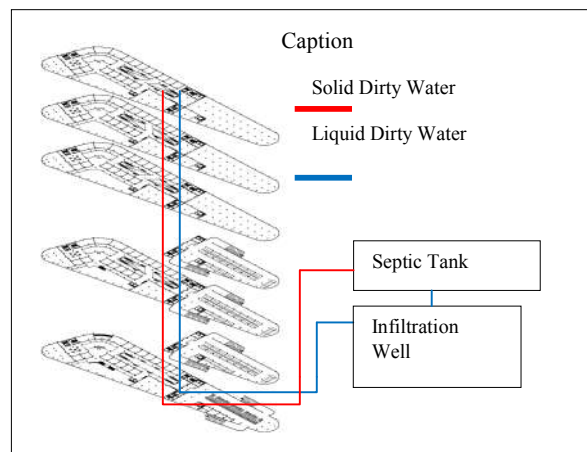 Caption
Solid Dirty Water
Liquid Dirty Water
Septic Tank
Infiltration
Well